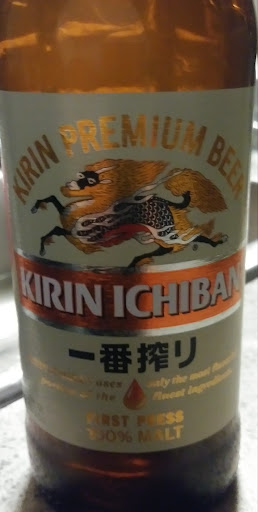 KIRIN PREMIUM BEER
KIRIN ICHIBAN
一番搾り
uses only the most flavorful
of the finest ingredients.
FIRST PRESS
100% MALT